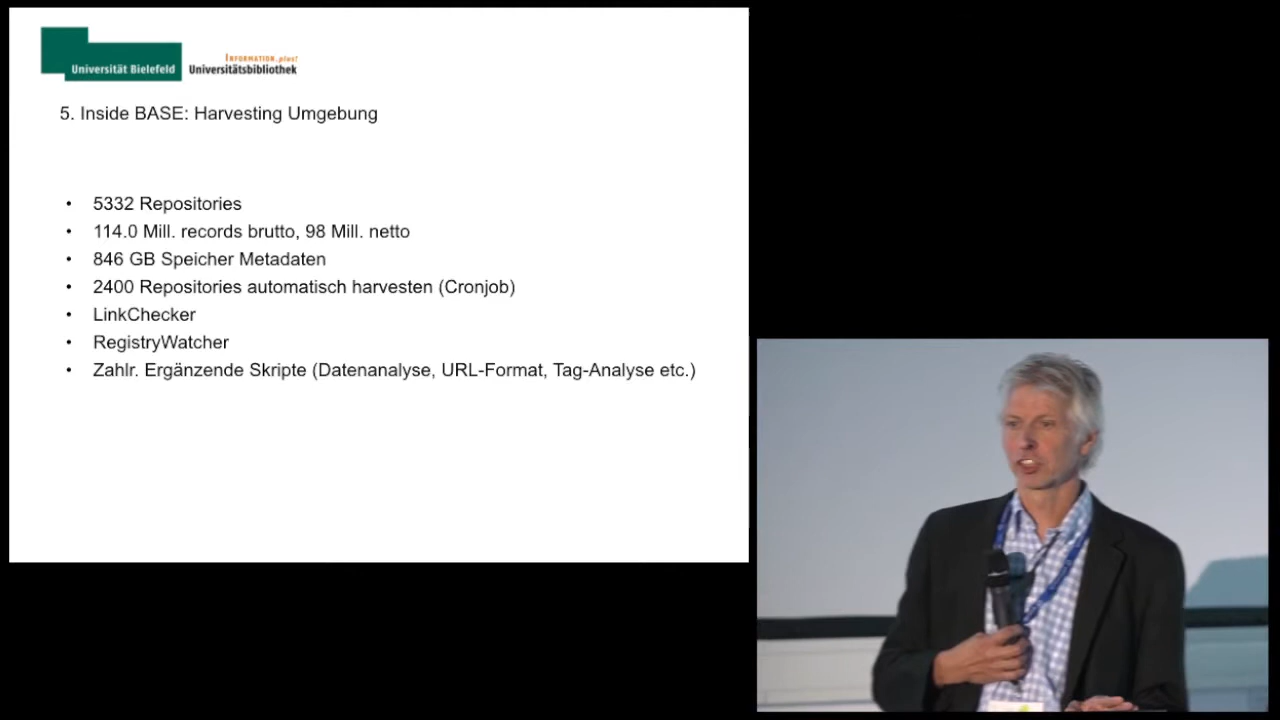 Universität Bielefeld
INFORMATION.plus!
Universitätsbibliothek
5. Inside BASE: Harvesting Umgebung
• 5332 Repositories
• 114.0 Mill. records brutto, 98 Mill. netto
• 846 GB Speicher Metadaten
• 2400 Repositories automatisch harvesten (Cronjob)
• LinkChecker
• RegistryWatcher
• Zahlr. Ergänzende Skripte (Datenanalyse, URL-Format, Tag-Analyse etc.)